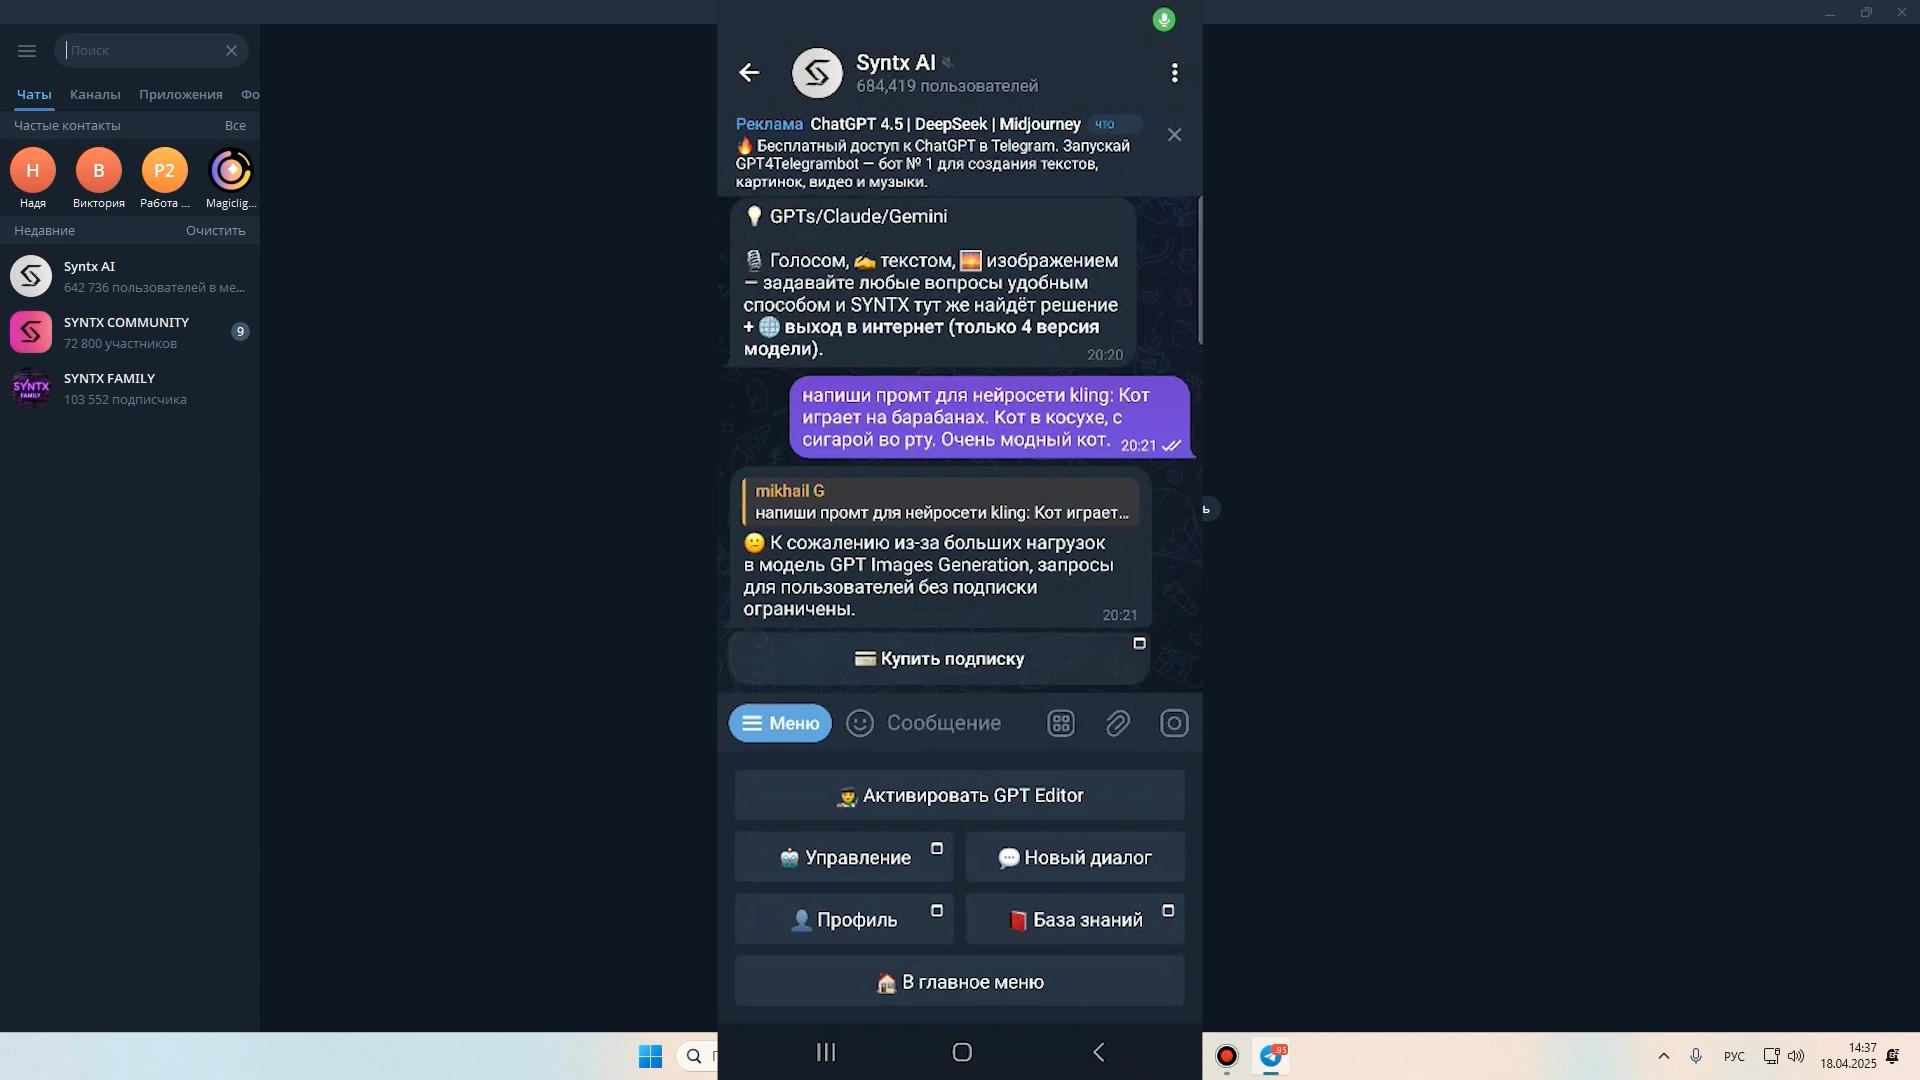 Поиск
Чаты
Каналы
Приложения
Фо
Частые контакты
Все
Н
В
Р2
Надя
Виктория
Работа ...
Magiclig...
Недавние
Очистить
Syntx AI
642 736 пользователей в ме...
SYNTX COMMUNITY
72 800 участников
9
SYNTX FAMILY
103 552 подписчика
SYNTX
FAMILY
Syntx AI
684,419 пользователей
Реклама ChatGPT 4.5 | DeepSeek | Midjourney что
🔥 Бесплатный доступ к ChatGPT в Telegram. Запускай
GPT4Telegrambot — бот № 1 для создания текстов,
картинок, видео и музыки.
💡 GPTs/Claude/Gemini
🎙 Голосом, ✍ текстом, 🌅 изображением
— задавайте любые вопросы удобным
способом и SYNTX тут же найдёт решение
+ 🌐 выход в интернет (только 4 версия
модели).
20:20
напиши промт для нейросети kling: Кот
играет на барабанах. Кот в косухе, с
сигарой во рту. Очень модный кот.
20:21
mikhail G
напиши промт для нейросети kling: Кот играет...
😕 К сожалению из-за больших нагрузок
в модель GPT Images Generation, запросы
для пользователей без подписки
ограничены.
20:21
💳 Купить подписку
ь
Меню
Сообщение
👩‍🎨 Активировать GPT Editor
🤖 Управление
💬 Новый диалог
👤 Профиль
📕 База знаний
🏠 В главное меню
95
РУС
14:37
18.04.2025